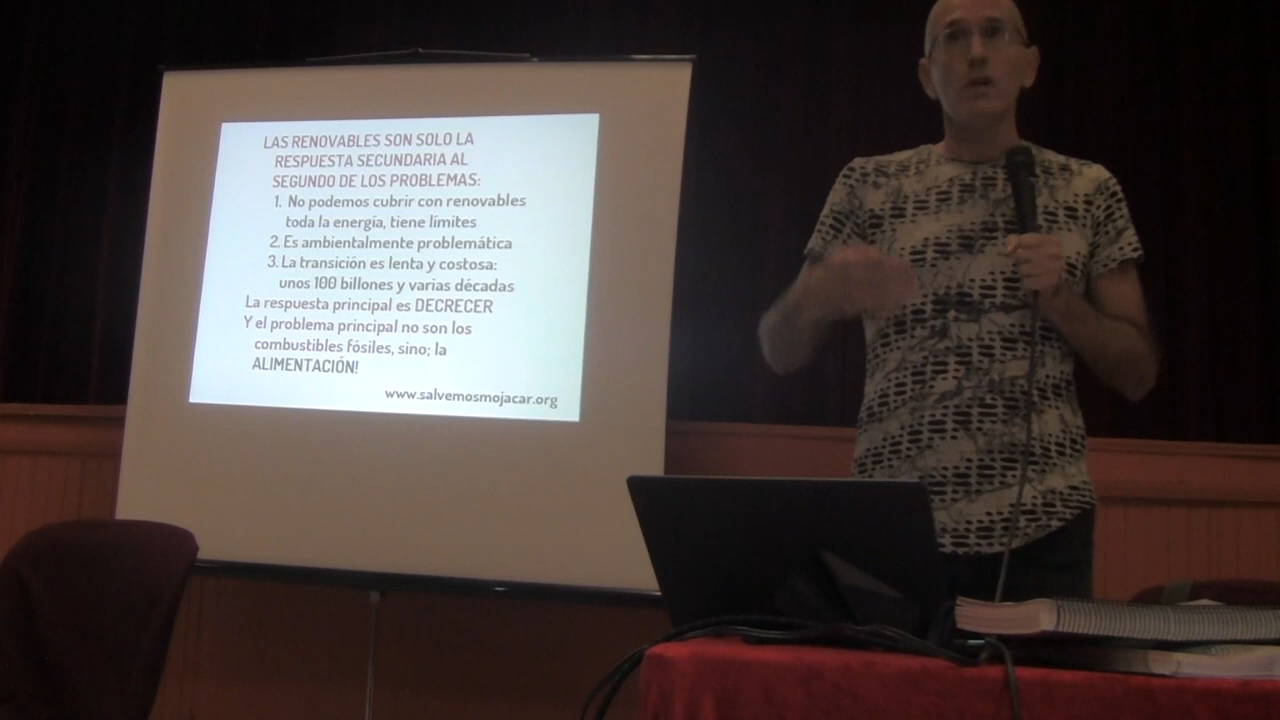 LAS RENOVABLES SON SOLO LA
RESPUESTA SECUNDARIA AL
SEGUNDO DE LOS PROBLEMAS:
1. No podemos cubrir con renovables
toda la energía, tiene límites
2. Es ambientalmente problemática
3. La transición es lenta y costosa:
unos 100 billones y varias décadas
La respuesta principal es DECRECER
Y el problema principal no son los
combustibles fósiles, sino; la
ALIMENTACIÓN!
www.salvemosmojacar.org